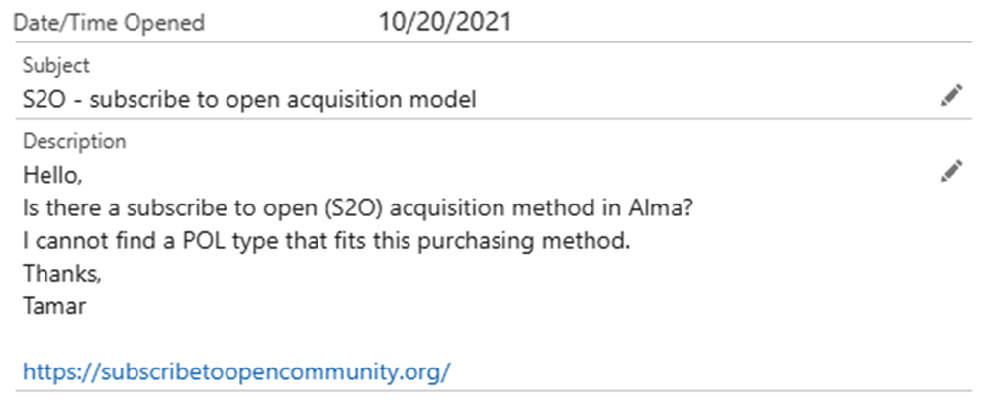 Date/Time Opened 10/20/2021
Subject
S2O - subscribe to open acquisition model
Description
Hello,
Is there a subscribe to open (S2O) acquisition method in Alma?
I cannot find a POL type that fits this purchasing method.
Thanks,
Tamar
https://subscribetoopencommunity.org/